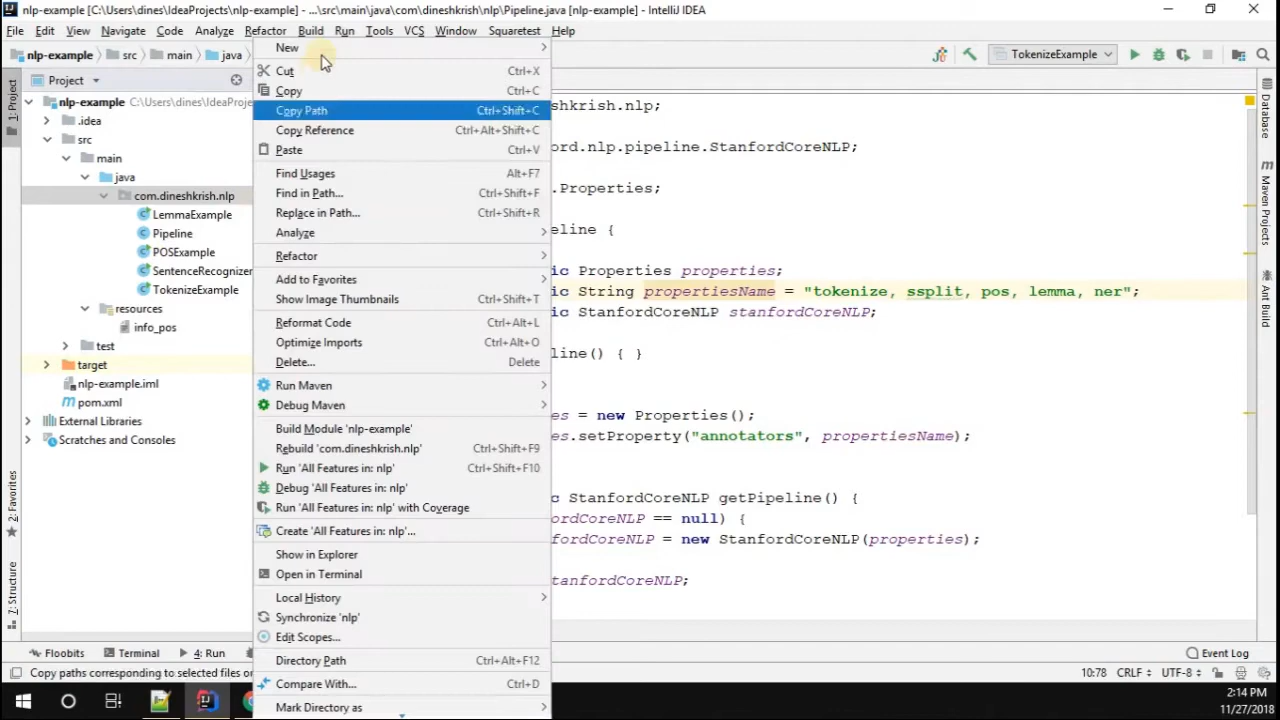 nlp-example [C:\Users\dines\IdeaProjects\nlp-example] - ...\src\main\java\com\dineshkrish\nlp\Pipeline.java [nlp-example] - IntelliJ IDEA
File Edit View Navigate Code Analyze Refactor Build Run Tools VCS Window Squaretest Help
nlp-example src main java TokenizeExample
Project
1: Project
nlp-example C:\Users\dines\IdeaProje
.idea
src
main
java
com.dineshkrish.nlp
LemmaExample
Pipeline
POSExample
SentenceRecognizer
TokenizeExample
resources
info_pos
test
target
nlp-example.iml
pom.xml
External Libraries
Scratches and Consoles
2: Favorites
7: Structure
New
Cut Ctrl+X
Copy Ctrl+C
Copy Path Ctrl+Shift+C
Copy Reference Ctrl+Alt+Shift+C
Paste Ctrl+V
Find Usages Alt+F7
Find in Path... Ctrl+Shift+F
Replace in Path... Ctrl+Shift+R
Analyze
Refactor
Add to Favorites
Show Image Thumbnails Ctrl+Shift+T
Reformat Code Ctrl+Alt+L
Optimize Imports Ctrl+Alt+O
Delete... Delete
Run Maven
Debug Maven
Build Module 'nlp-example'
Rebuild 'com.dineshkrish.nlp' Ctrl+Shift+F9
Run 'All Features in: nlp' Ctrl+Shift+F10
Debug 'All Features in: nlp'
Run 'All Features in: nlp' with Coverage
Create 'All Features in: nlp'...
Show in Explorer
Open in Terminal
Local History
Synchronize 'nlp'
Edit Scopes...
Directory Path Ctrl+Alt+F12
Compare With... Ctrl+D
Mark Directory as
shkrish.nlp;
ord.nlp.pipeline.StanfordCoreNLP;
.Properties;
eline {
ic Properties properties;
ic String propertiesName = "tokenize, ssplit, pos, lemma, ner";
ic StanfordCoreNLP stanfordCoreNLP;
line() { }
es = new Properties();
es.setProperty("annotators", propertiesName);
c StanfordCoreNLP getPipeline() {
ordCoreNLP == null) {
nfordCoreNLP = new StanfordCoreNLP(properties);
tanfordCoreNLP;
Maven Projects
Ant Build
Floobits Terminal 4: Run Event Log
Copy paths corresponding to selected files or 10:78 CRLF UTF-8
2:14 PM
11/27/2018